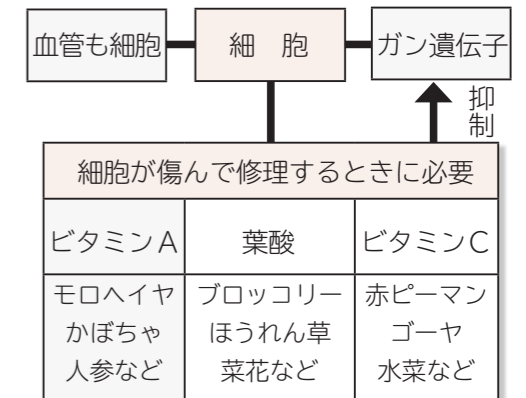 血管も細胞
細 胞
ガン遺伝子
抑制
細胞が傷んで修理するときに必要
ビタミンA
葉酸
ビタミンC
モロヘイヤ
かぼちゃ
人参など
ブロッコリー
ほうれん草
菜花など
赤ピーマン
ゴーヤ
水菜など